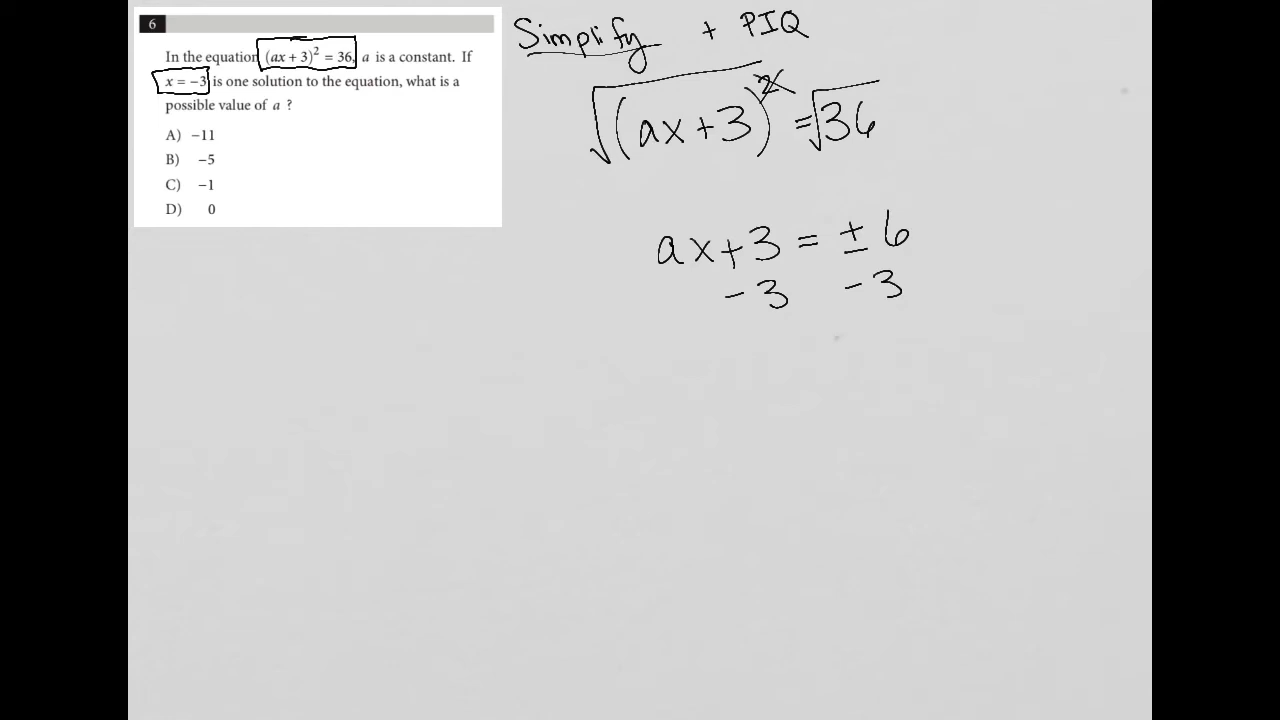 6
In the equation (ax + 3)² = 36, a is a constant. If
x = −3 is one solution to the equation, what is a
possible value of a ?
A) −11
B) −5
C) −1
D) 0
Simplify + PIQ
√(ax+3)² = √36
ax+3 = ±6
-3 -3